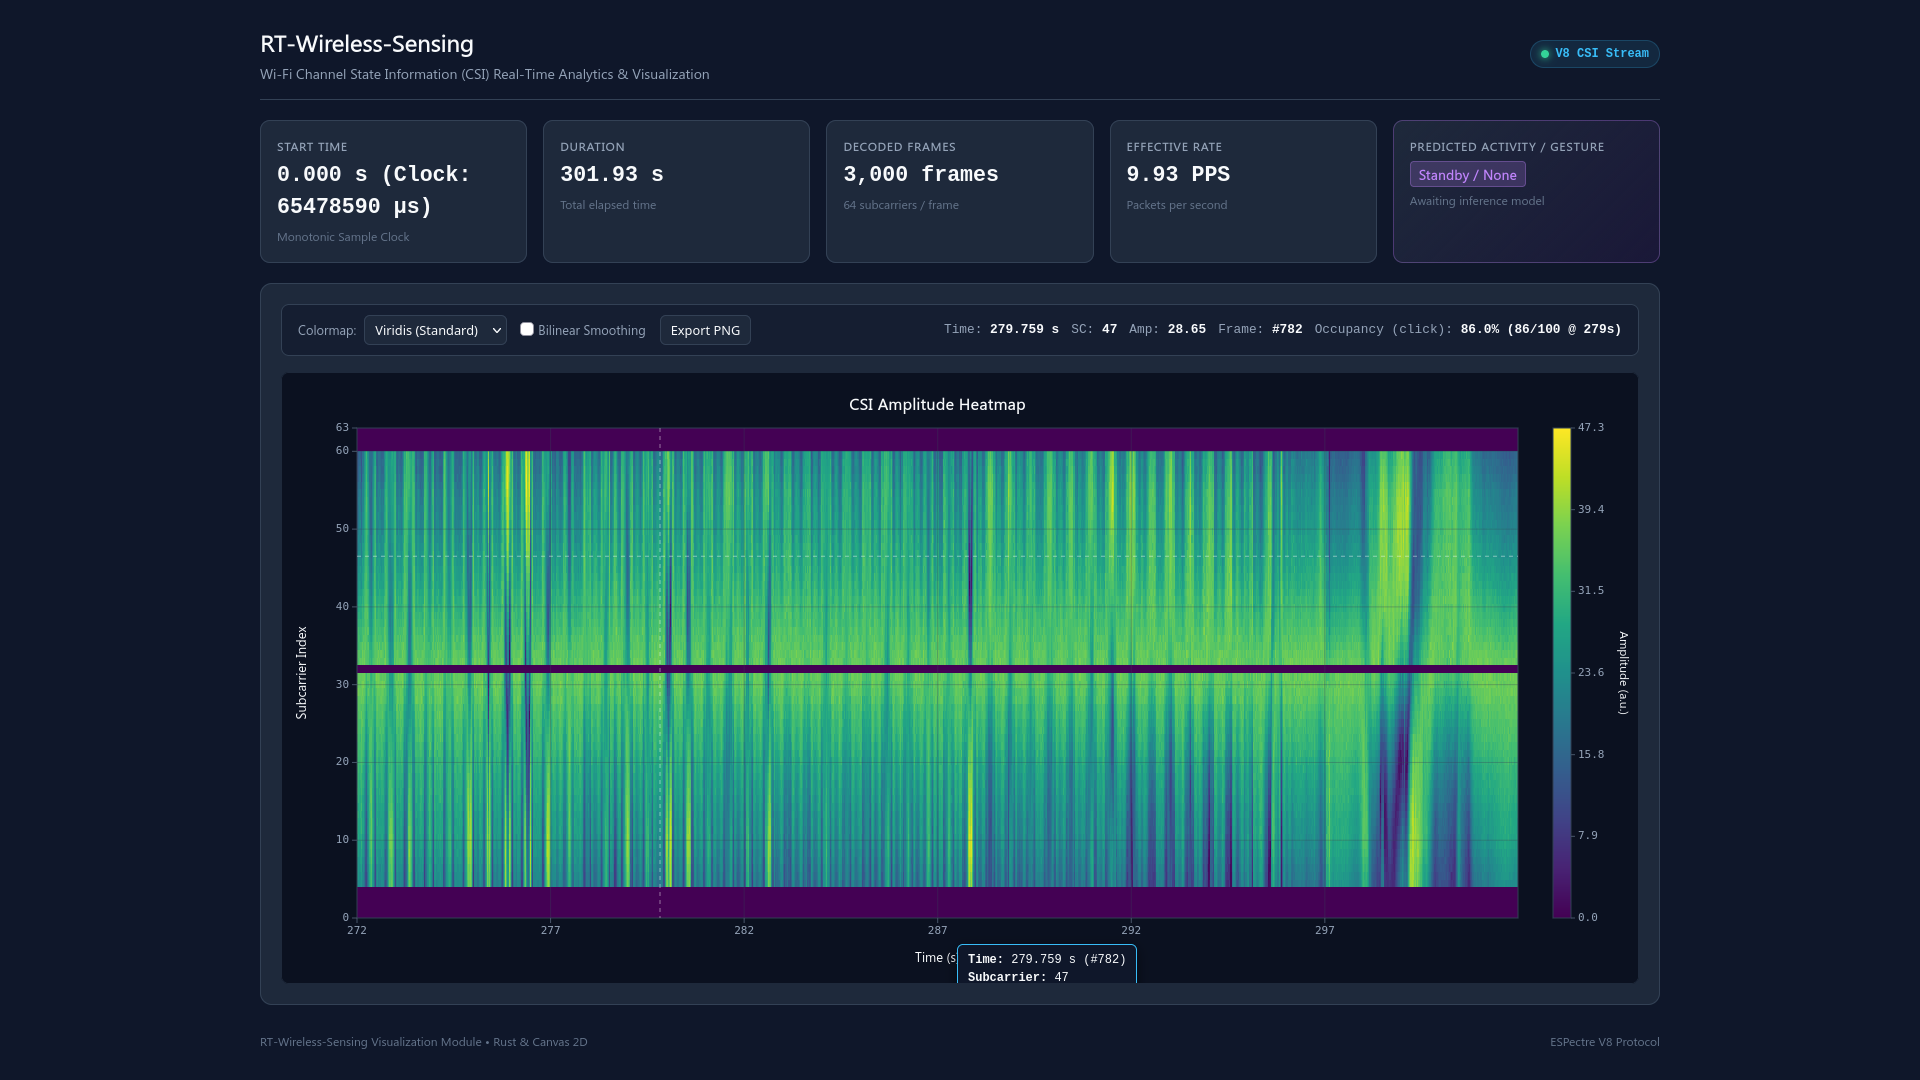 RT-Wireless-Sensing
Wi-Fi Channel State Information (CSI) Real-Time Analytics & Visualization
V8 CSI Stream
START TIME
0.000 s (Clock:
65478590 µs)
Monotonic Sample Clock
DURATION
301.93 s
Total elapsed time
DECODED FRAMES
3,000 frames
64 subcarriers / frame
EFFECTIVE RATE
9.93 PPS
Packets per second
PREDICTED ACTIVITY / GESTURE
Standby / None
Awaiting inference model
Colormap: Viridis (Standard) Bilinear Smoothing Export PNG
Time: 279.759 s SC: 47 Amp: 28.65 Frame: #782 Occupancy (click): 86.0% (86/100 @ 279s)
CSI Amplitude Heatmap
Subcarrier Index
63
60
50
40
30
20
10
0
272 277 282 287 292 297
Time (s
Time: 279.759 s (#782)
Subcarrier: 47
47.3
39.4
31.5
23.6
15.8
7.9
0.0
Amplitude (a.u.)
RT-Wireless-Sensing Visualization Module • Rust & Canvas 2D
ESPectre V8 Protocol